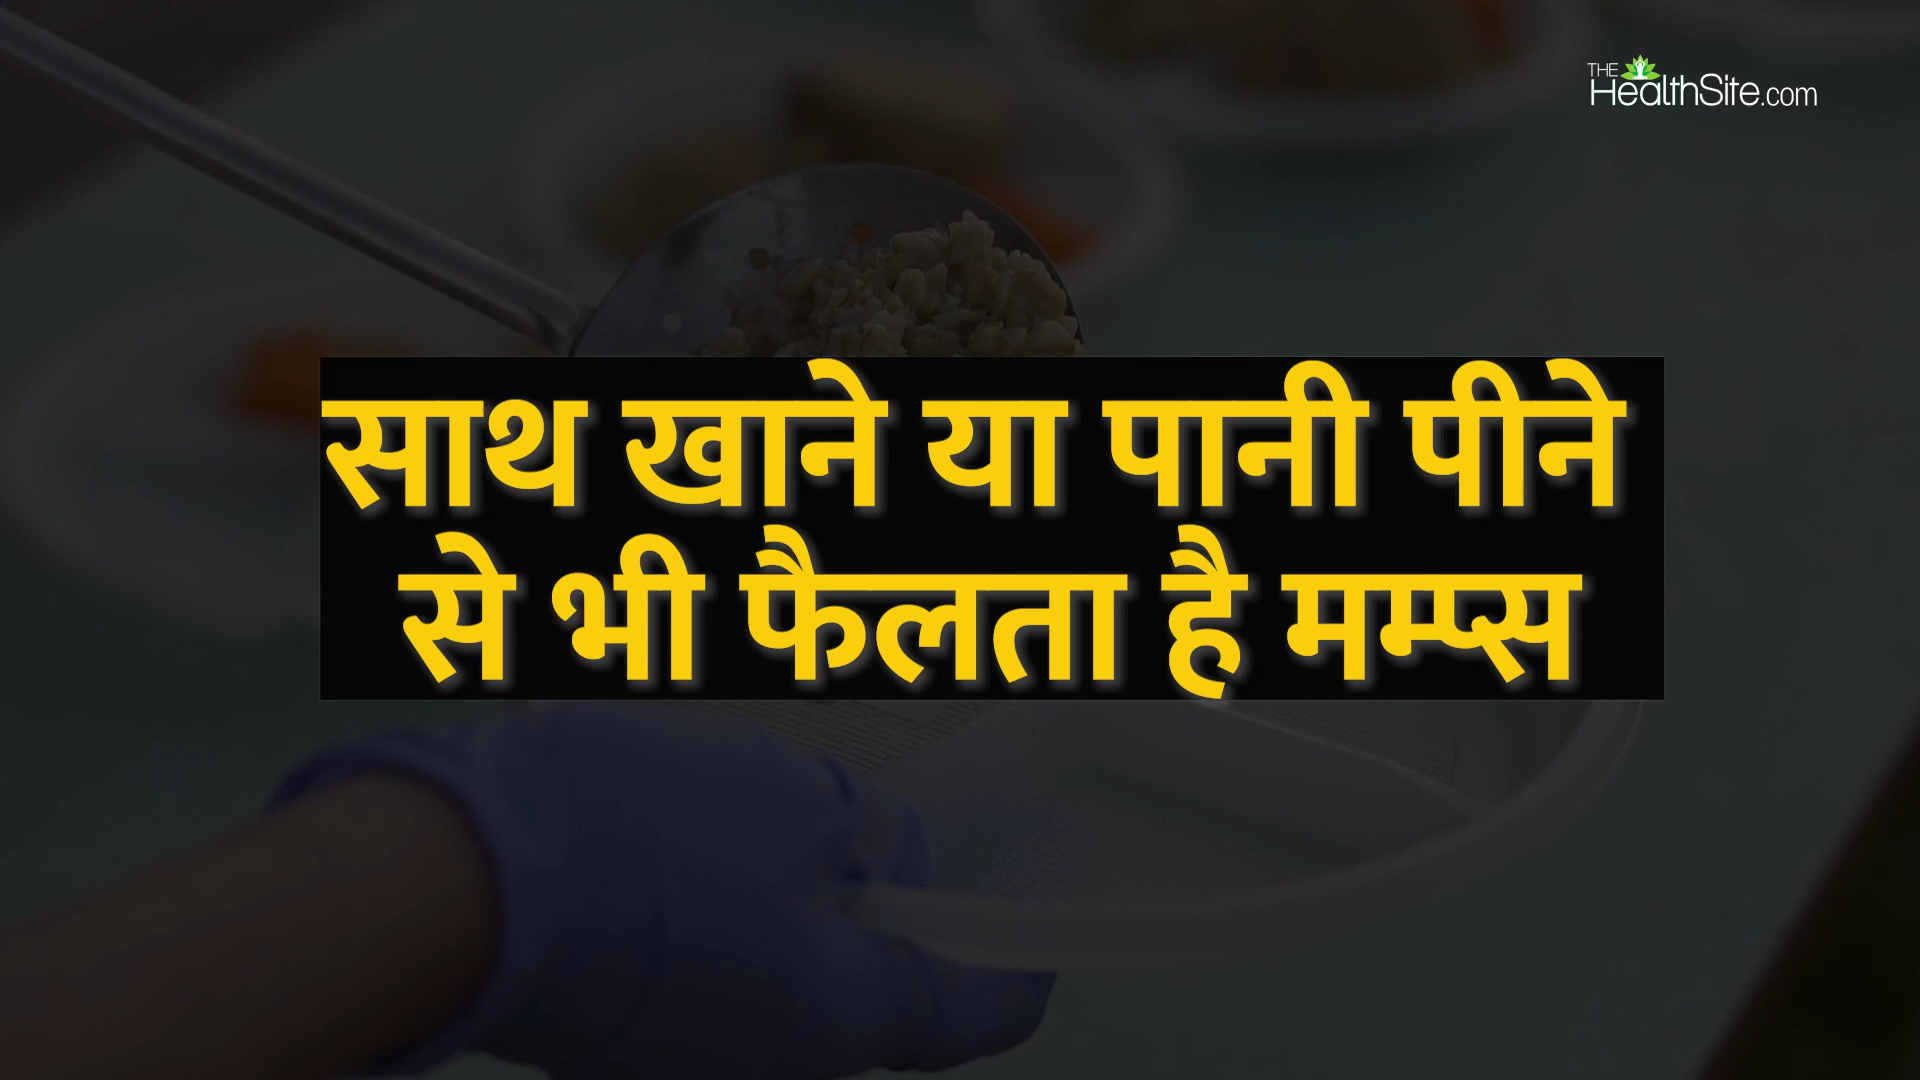 THE
HealthSite.com
साथ खाने या पानी पीने
से भी फैलता है मम्प्स